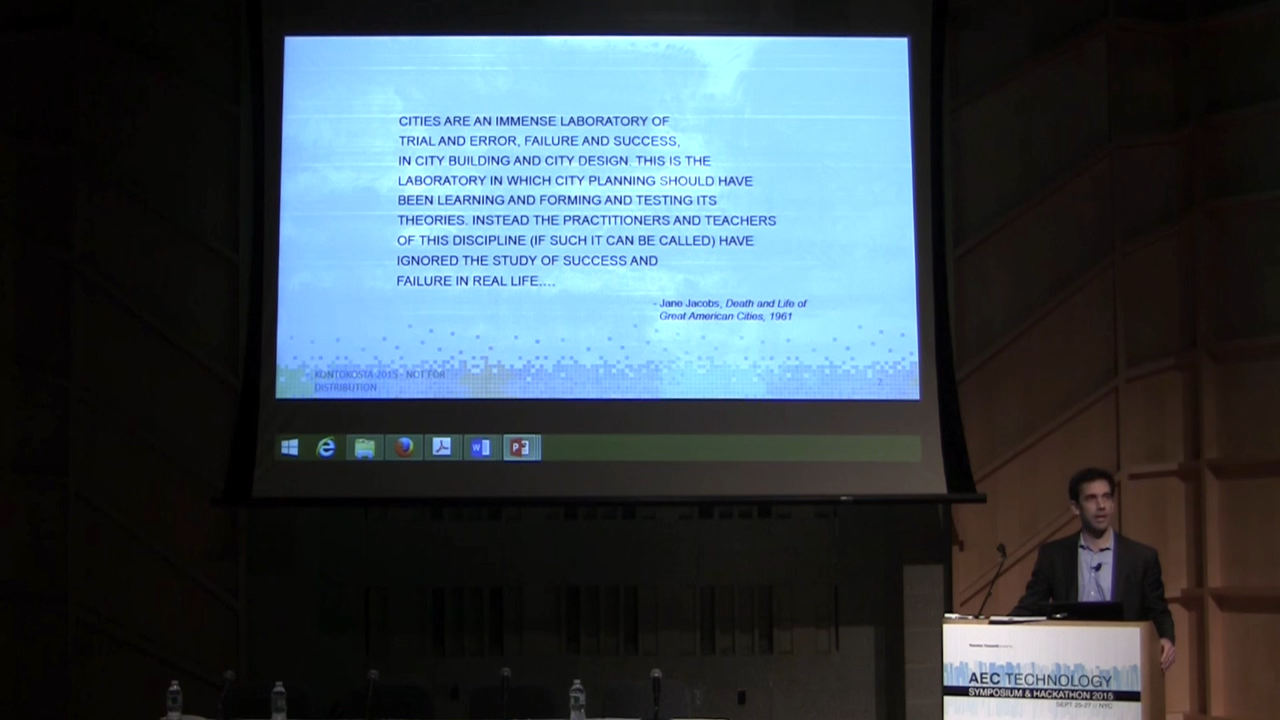 CITIES ARE AN IMMENSE LABORATORY OF
TRIAL AND ERROR, FAILURE AND SUCCESS,
IN CITY BUILDING AND CITY DESIGN. THIS IS THE
LABORATORY IN WHICH CITY PLANNING SHOULD HAVE
BEEN LEARNING AND FORMING AND TESTING ITS
THEORIES. INSTEAD THE PRACTITIONERS AND TEACHERS
OF THIS DISCIPLINE (IF SUCH IT CAN BE CALLED) HAVE
IGNORED THE STUDY OF SUCCESS AND
FAILURE IN REAL LIFE....
- Jane Jacobs, Death and Life of
Great American Cities, 1961
KONTOKOSTA 2015 - NOT FOR
DISTRIBUTION
2
AEC TECHNOLOGY
SYMPOSIUM & HACKATHON 2015
SEPT 25-27 // NYC